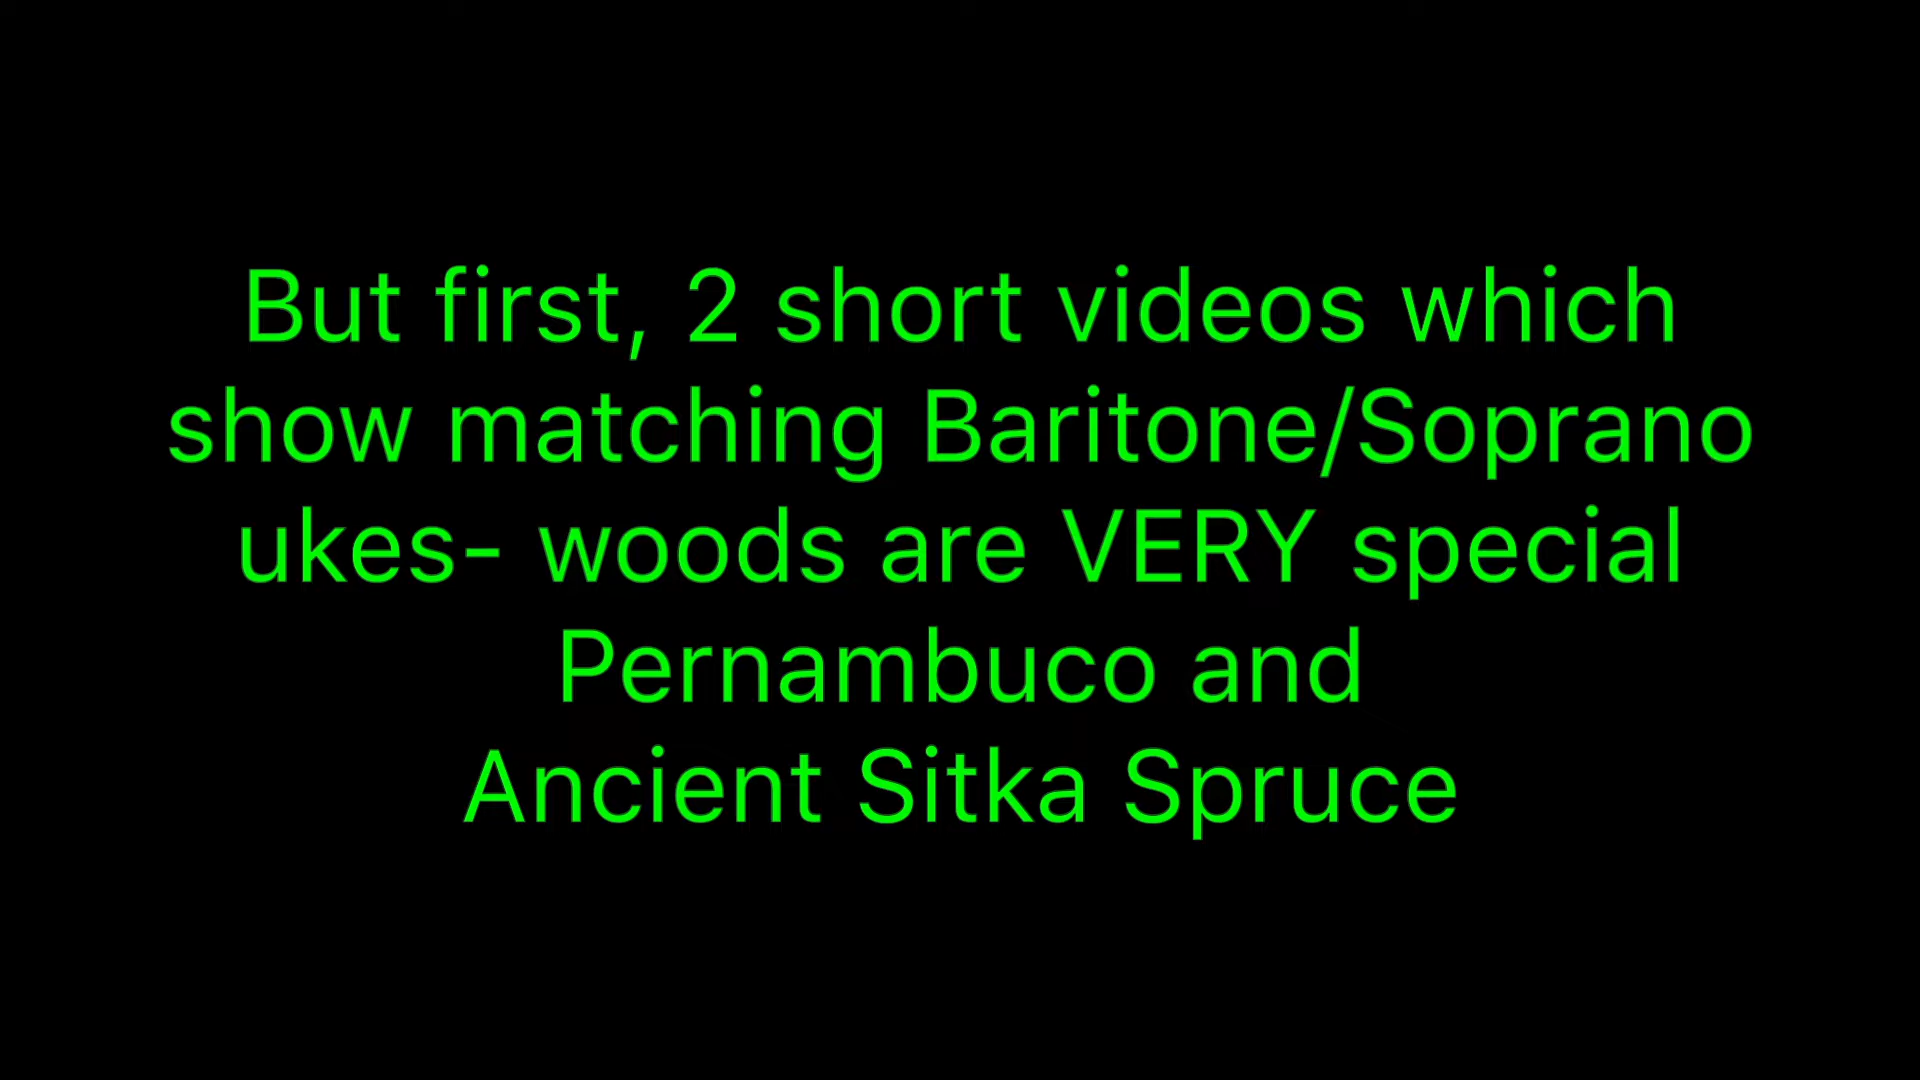 But first, 2 short videos which
show matching Baritone/Soprano
ukes- woods are VERY special
Pernambuco and
Ancient Sitka Spruce